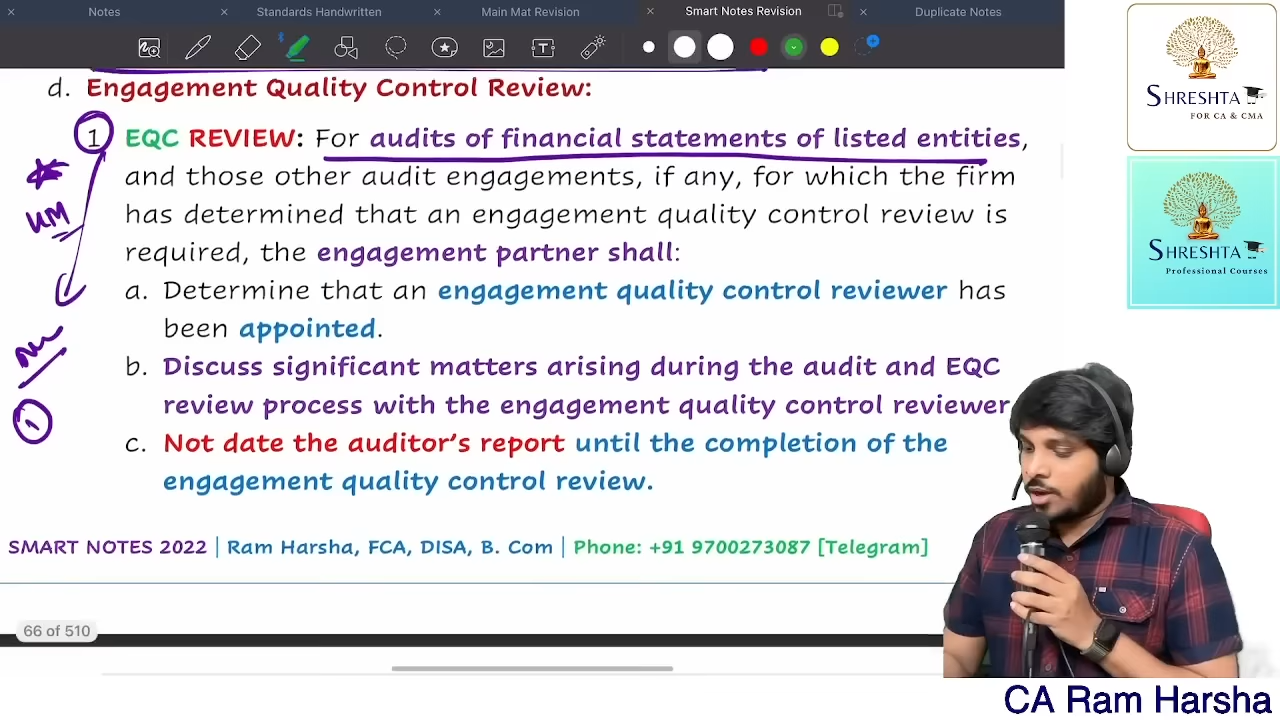 Notes Standards Handwritten Main Mat Revision Smart Notes Revision Duplicate Notes
d. Engagement Quality Control Review:
1 EQC REVIEW: For audits of financial statements of listed entities,
and those other audit engagements, if any, for which the firm
has determined that an engagement quality control review is
required, the engagement partner shall:
a. Determine that an engagement quality control reviewer has
been appointed.
b. Discuss significant matters arising during the audit and EQC
review process with the engagement quality control reviewer
c. Not date the auditor's report until the completion of the
engagement quality control review.
SMART NOTES 2022 | Ram Harsha, FCA, DISA, B. Com | Phone: +91 9700273087 [Telegram]
66 of 510
SHRESHTA
FOR CA & CMA
SHRESHTA
Professional Courses
CA Ram Harsha